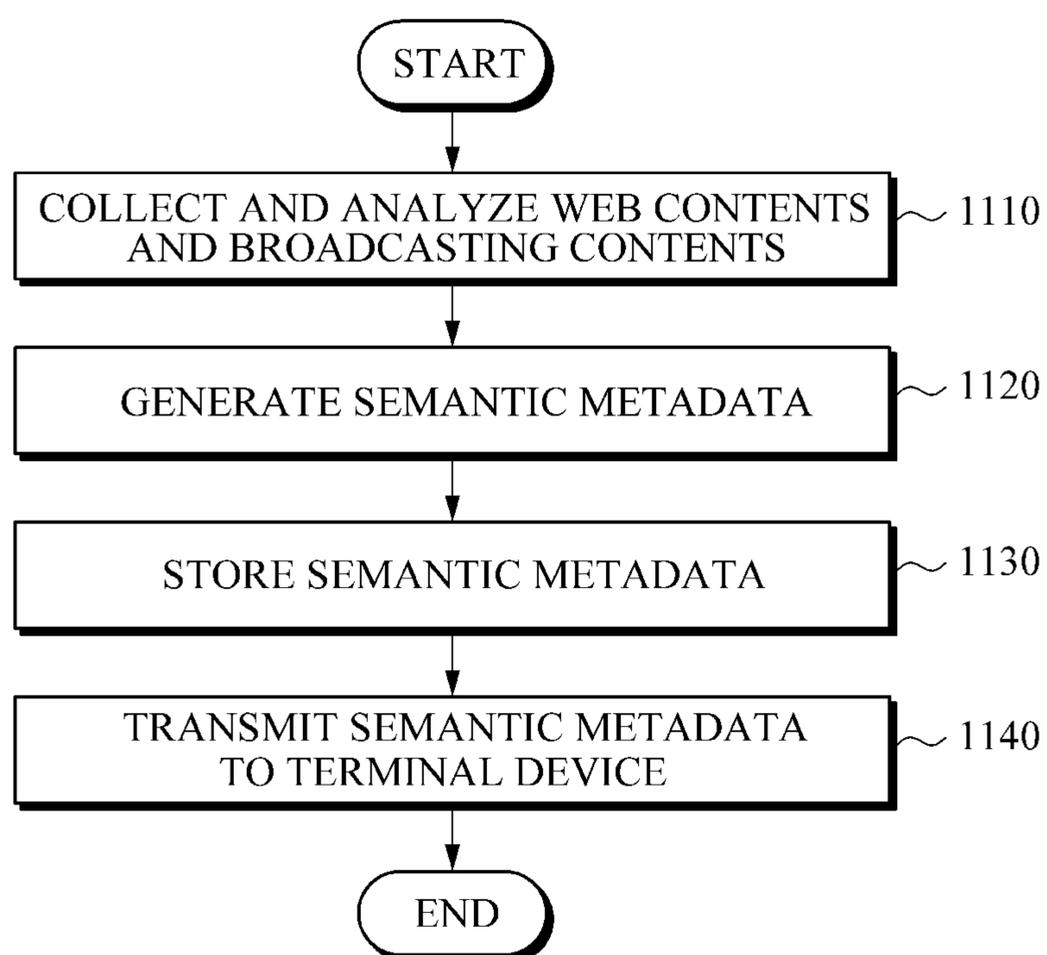 START
COLLECT AND ANALYZE WEB CONTENTS
AND BROADCASTING CONTENTS
1110
GENERATE SEMANTIC METADATA
1120
STORE SEMANTIC METADATA
1130
TRANSMIT SEMANTIC METADATA
TO TERMINAL DEVICE
1140
END